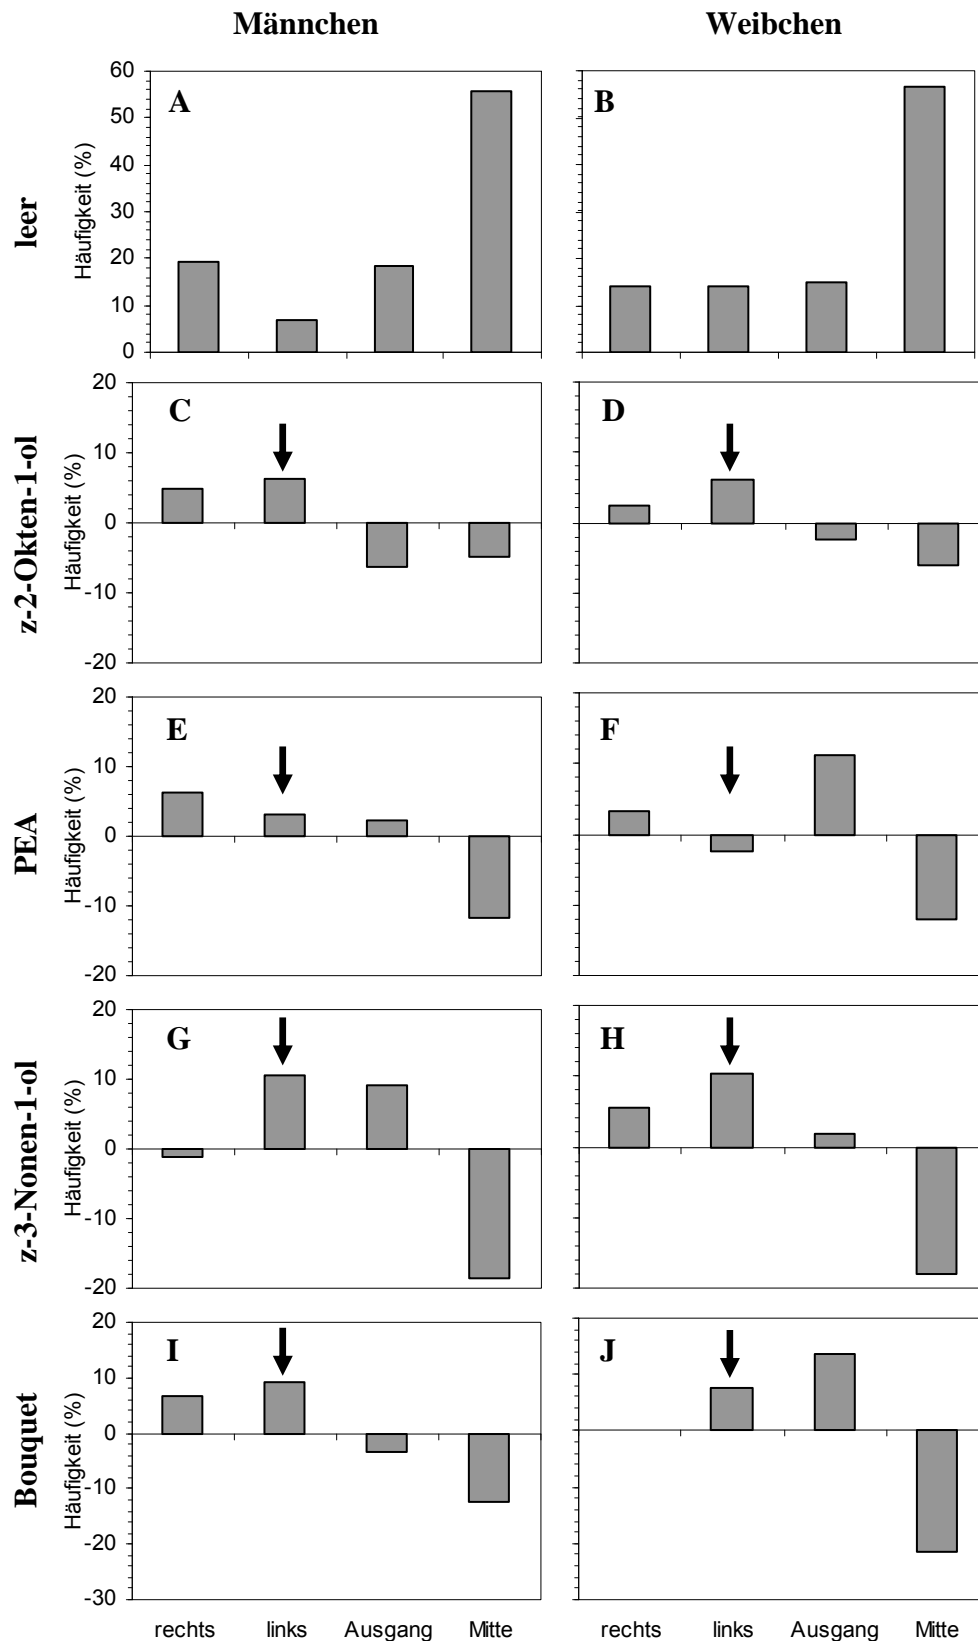 Männchen Weibchen
leer
Häufigkeit (%)
60
50
40
30
20
10
0
A
B
z-2-Okten-1-ol
Häufigkeit (%)
20
10
0
-10
-20
C
D
PEA
Häufigkeit (%)
20
10
0
-10
-20
E
F
z-3-Nonen-1-ol
Häufigkeit (%)
20
10
0
-10
-20
G
H
Bouquet
Häufigkeit (%)
20
10
0
-10
-20
-30
I
J
rechts links Ausgang Mitte
rechts links Ausgang Mitte